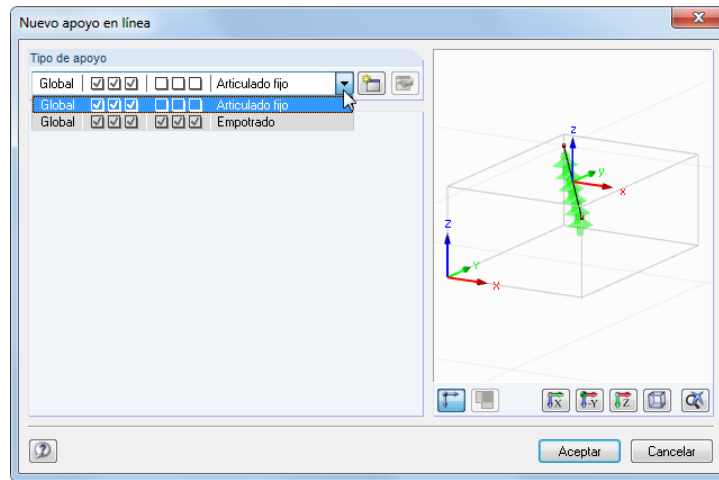 Nuevo apoyo en línea
Tipo de apoyo
Global Articulado fijo
Global Articulado fijo
Global Empotrado
z
y
x
Z
Y
X
X -Y Z
Aceptar Cancelar